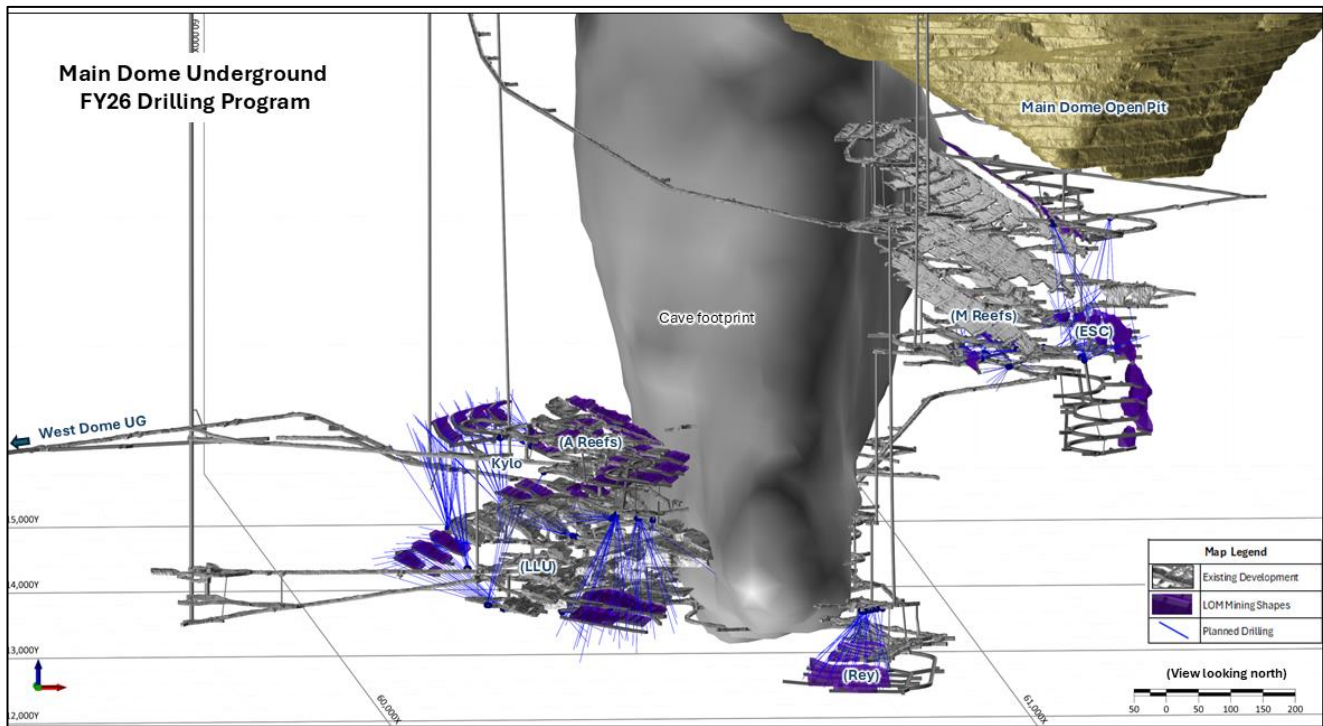 60,000X
Main Dome Underground
FY26 Drilling Program
Main Dome Open Pit
Cave footprint
(M Reefs)
(ESC)
West Dome UG
(A Reefs)
Kylo
15,000Y
(LLU)
14,000Y
13,000Y
(Rey)
12,000Y
60,000X
61,000X
Map Legend
Existing Development
LOM Mining Shapes
Planned Drilling
(View looking north)
50 0 50 100 150 200